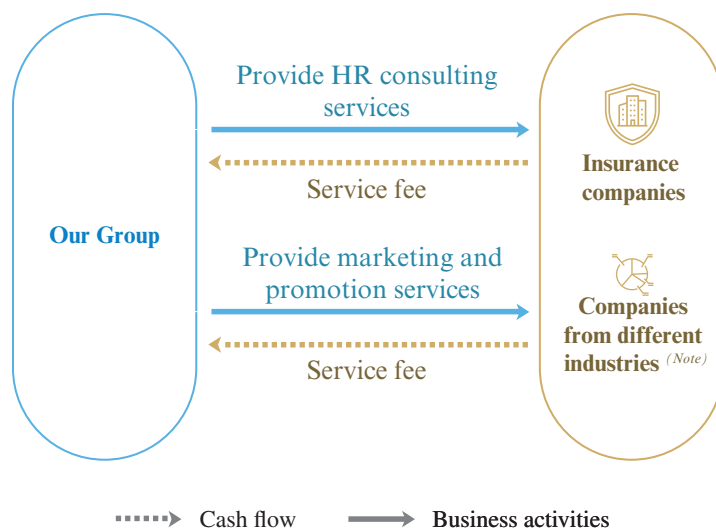 Provide HR consulting
services
Service fee
Insurance
companies
Our Group
Provide marketing and
promotion services
Service fee
Companies
from different
industries (Note)
Cash flow
Business activities